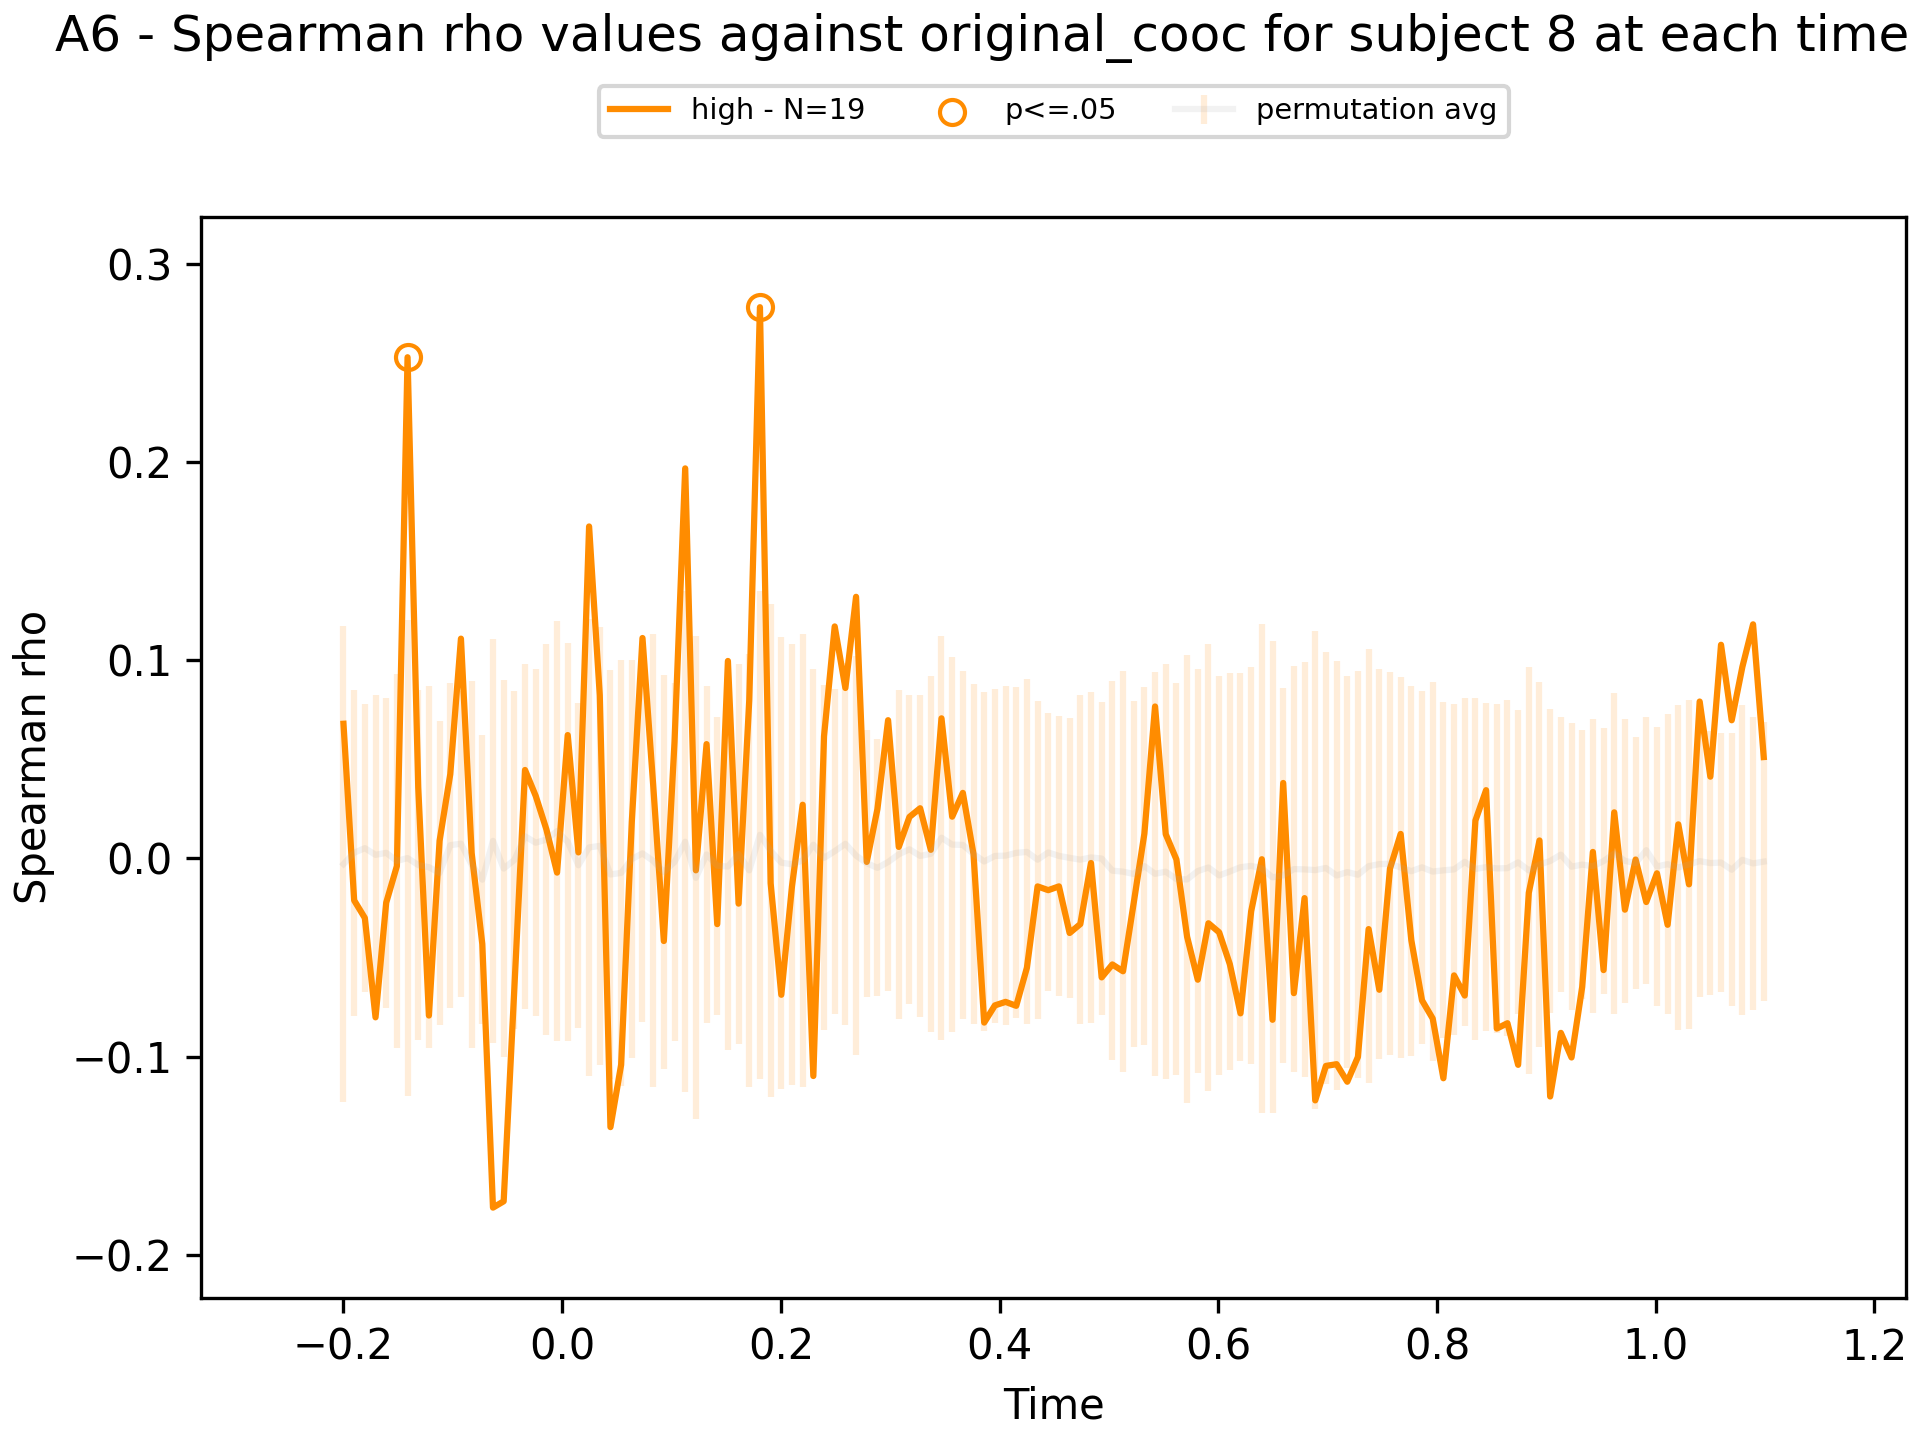 A6 - Spearman rho values against original_cooc for subject 8 at each time
high - N=19 p<=.05 permutation avg
0.3
0.2
0.1
0.0
−0.1
−0.2
Spearman rho
−0.2 0.0 0.2 0.4 0.6 0.8 1.0 1.2
Time